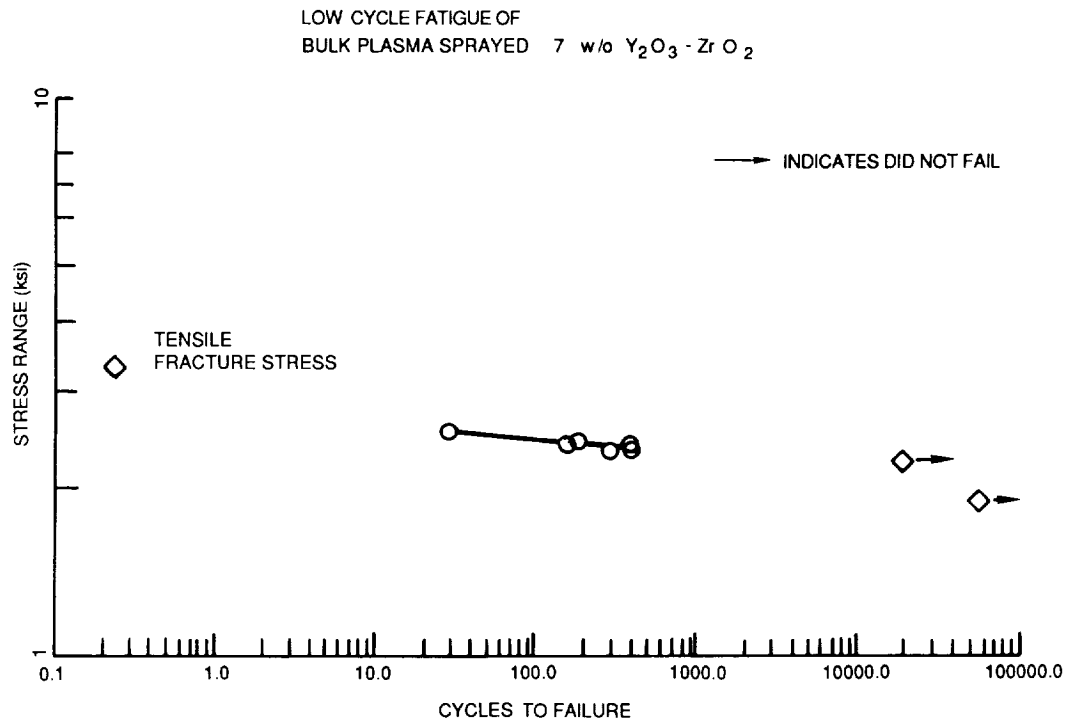 LOW CYCLE FATIGUE OF
BULK PLASMA SPRAYED 7 w/o Y₂O₃ - Zr O ₂
10
INDICATES DID NOT FAIL
STRESS RANGE (ksi)
TENSILE
FRACTURE STRESS
1
0.1 1.0 10.0 100.0 1000.0 10000.0 100000.0
CYCLES TO FAILURE